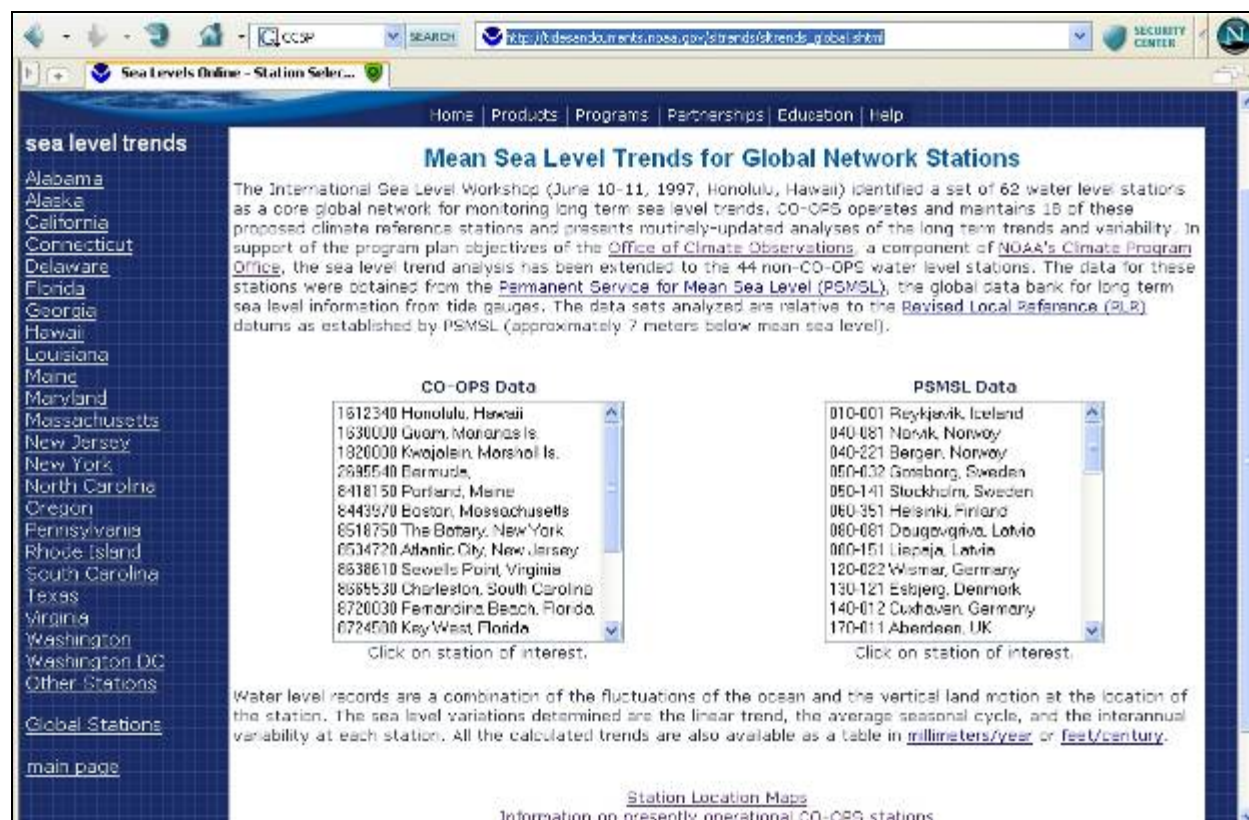 CCSP
SEARCH
http://tidesandcurrents.noaa.gov/sltrends/sltrends_global.shtml
SECURITY
CENTER
N
Sea Levels Online - Station Selec...
Home | Products | Programs | Partnerships | Education | Help
sea level trends
Alabama
Alaska
California
Connecticut
Delaware
Florida
Georgia
Hawaii
Louisiana
Maine
Maryland
Massachusetts
New Jersey
New York
North Carolina
Oregon
Pennsylvania
Rhode Island
South Carolina
Texas
Virginia
Washington
Washington DC
Other Stations
Global Stations
main page
Mean Sea Level Trends for Global Network Stations
The International Sea Level Workshop (June 10-11, 1997, Honolulu, Hawaii) identified a set of 62 water level stations
as a core global network for monitoring long term sea level trends. CO-OPS operates and maintains 18 of these
proposed climate reference stations and presents routinely-updated analyses of the long term trends and variability. In
support of the program plan objectives of the Office of Climate Observations, a component of NOAA's Climate Program
Office, the sea level trend analysis has been extended to the 44 non-CO-OPS water level stations. The data for these
stations were obtained from the Permanent Service for Mean Sea Level (PSMSL), the global data bank for long term
sea level information from tide gauges. The data sets analyzed are relative to the Revised Local Reference (RLR)
datums as established by PSMSL (approximately 7 meters below mean sea level).
CO-OPS Data
1612340 Honolulu, Hawaii
1630000 Guam, Marianas Is.
1820000 Kwajalein, Marshall Is.
2695540 Bermuda,
8418150 Portland, Maine
8443970 Boston, Massachusetts
8518750 The Battery, New York
8534720 Atlantic City, New Jersey
8638610 Sewells Point, Virginia
8665530 Charleston, South Carolina
8720030 Fernandina Beach, Florida
8724580 Key West, Florida
Click on station of interest.
PSMSL Data
010-001 Reykjavik, Iceland
040-081 Narvik, Norway
040-221 Bergen, Norway
050-032 Goteborg, Sweden
050-141 Stockholm, Sweden
060-351 Helsinki, Finland
080-081 Daugavgriva, Latvia
080-151 Liepaja, Latvia
120-022 Wismar, Germany
130-121 Esbjerg, Denmark
140-012 Cuxhaven, Germany
170-011 Aberdeen, UK
Click on station of interest.
Water level records are a combination of the fluctuations of the ocean and the vertical land motion at the location of
the station. The sea level variations determined are the linear trend, the average seasonal cycle, and the interannual
variability at each station. All the calculated trends are also available as a table in millimeters/year or feet/century.
Station Location Maps
Information on presently operational CO-OPS stations